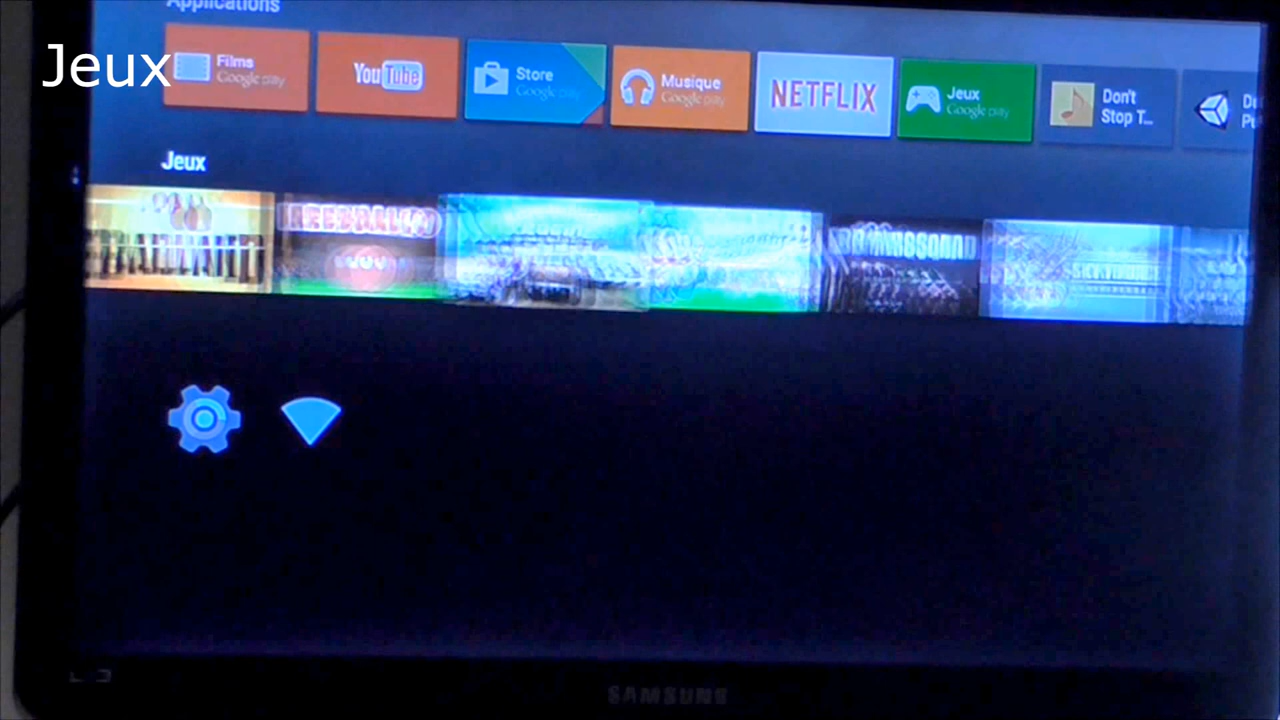 Applications
Jeux
Films
Google play
YouTube
Store
Google play
Musique
Google play
NETFLIX
Jeux
Google play
Don't
Stop T...
Jeux
SAMSUNG